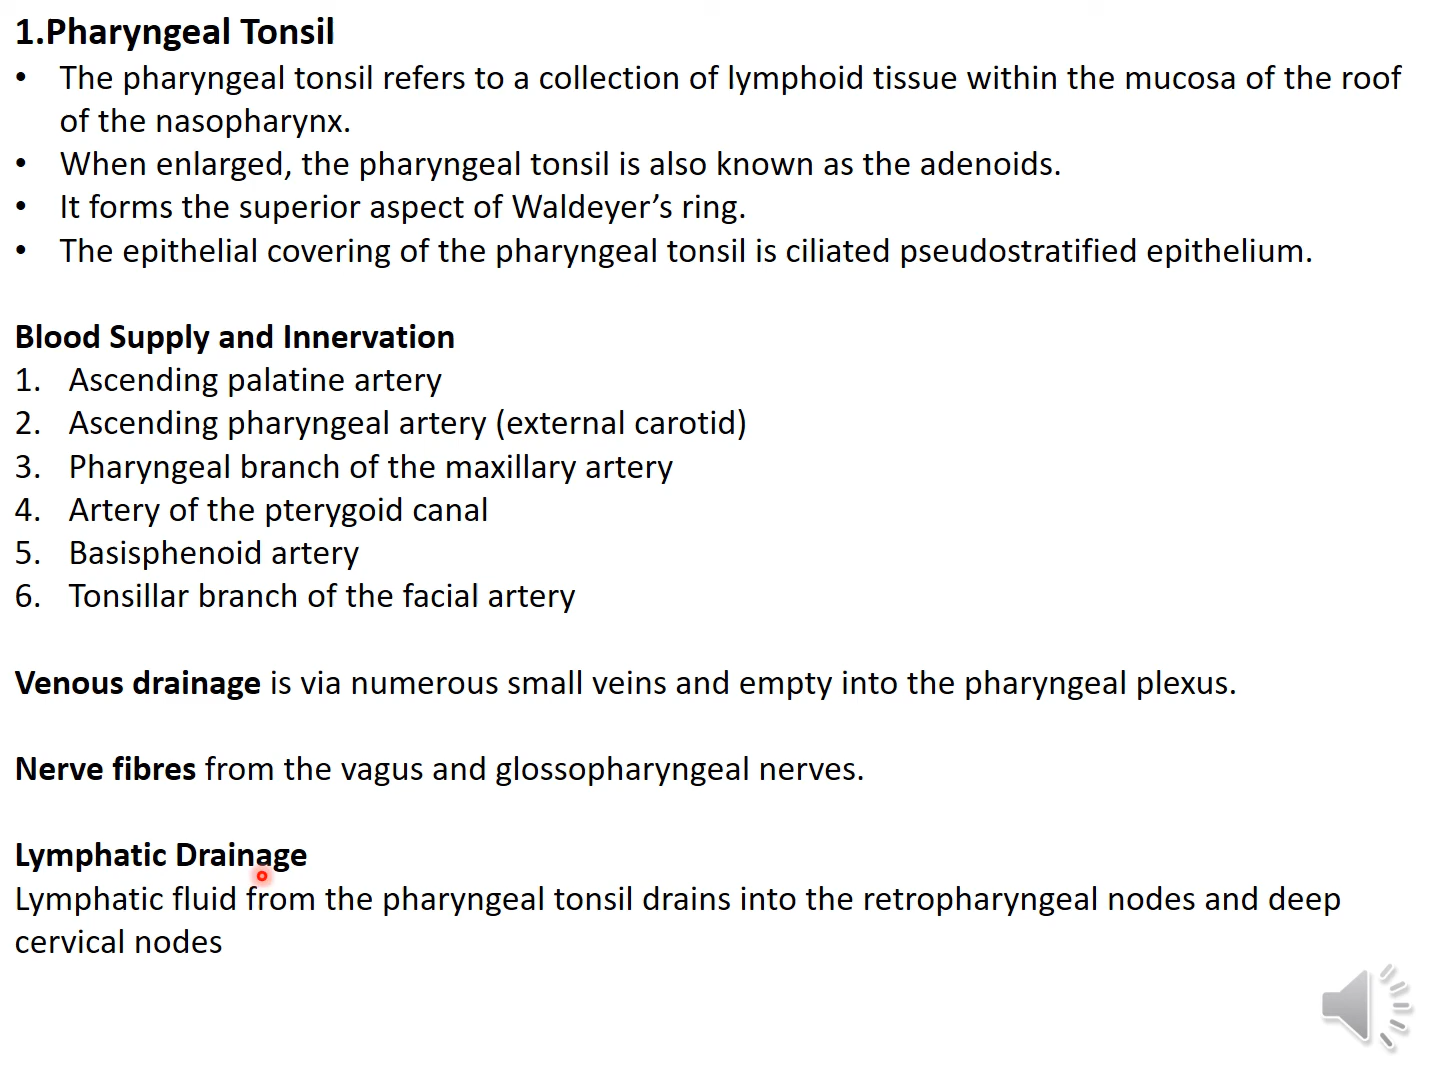 1.Pharyngeal Tonsil
• The pharyngeal tonsil refers to a collection of lymphoid tissue within the mucosa of the roof
of the nasopharynx.
• When enlarged, the pharyngeal tonsil is also known as the adenoids.
• It forms the superior aspect of Waldeyer’s ring.
• The epithelial covering of the pharyngeal tonsil is ciliated pseudostratified epithelium.
Blood Supply and Innervation
1. Ascending palatine artery
2. Ascending pharyngeal artery (external carotid)
3. Pharyngeal branch of the maxillary artery
4. Artery of the pterygoid canal
5. Basisphenoid artery
6. Tonsillar branch of the facial artery
Venous drainage is via numerous small veins and empty into the pharyngeal plexus.
Nerve fibres from the vagus and glossopharyngeal nerves.
Lymphatic Drainage
Lymphatic fluid from the pharyngeal tonsil drains into the retropharyngeal nodes and deep
cervical nodes